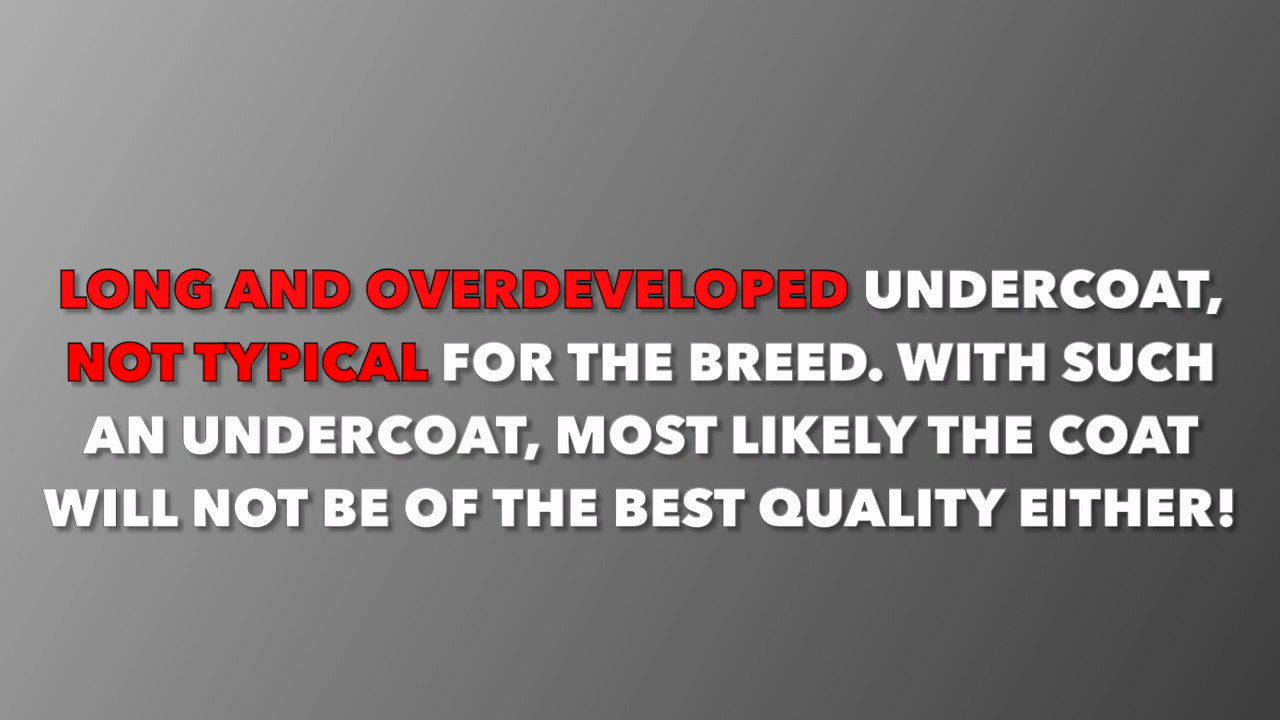 LONG AND OVERDEVELOPED UNDERCOAT,
NOT TYPICAL FOR THE BREED. WITH SUCH
AN UNDERCOAT, MOST LIKELY THE COAT
WILL NOT BE OF THE BEST QUALITY EITHER!